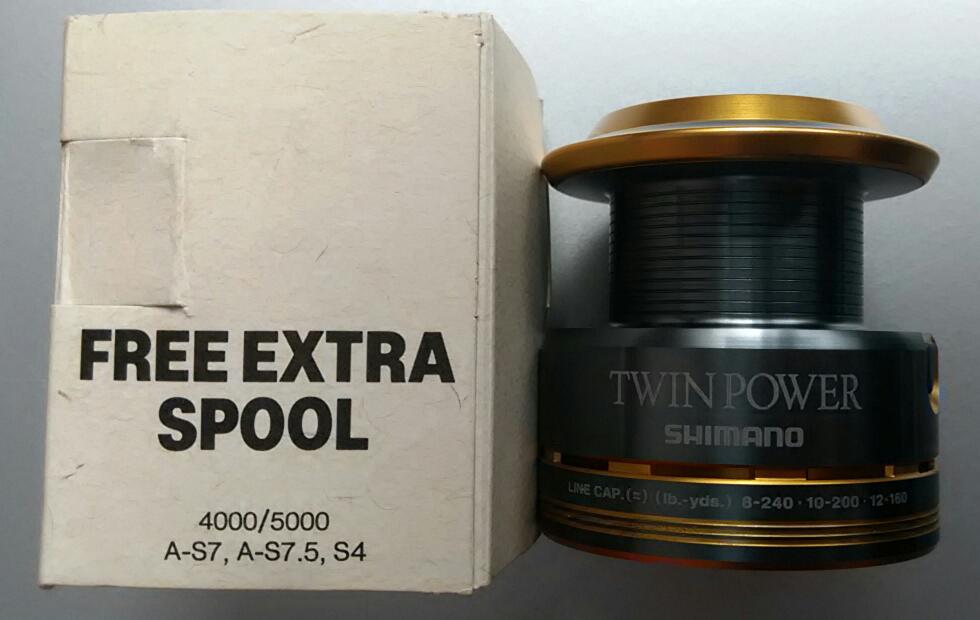 FREE EXTRA
SPOOL
4000/5000
A-S7, A-S7.5, S4
TWIN POWER
SHIMANO
LINE CAP.(≈) (lb.-yds.) 8-240 · 10-200 · 12-160